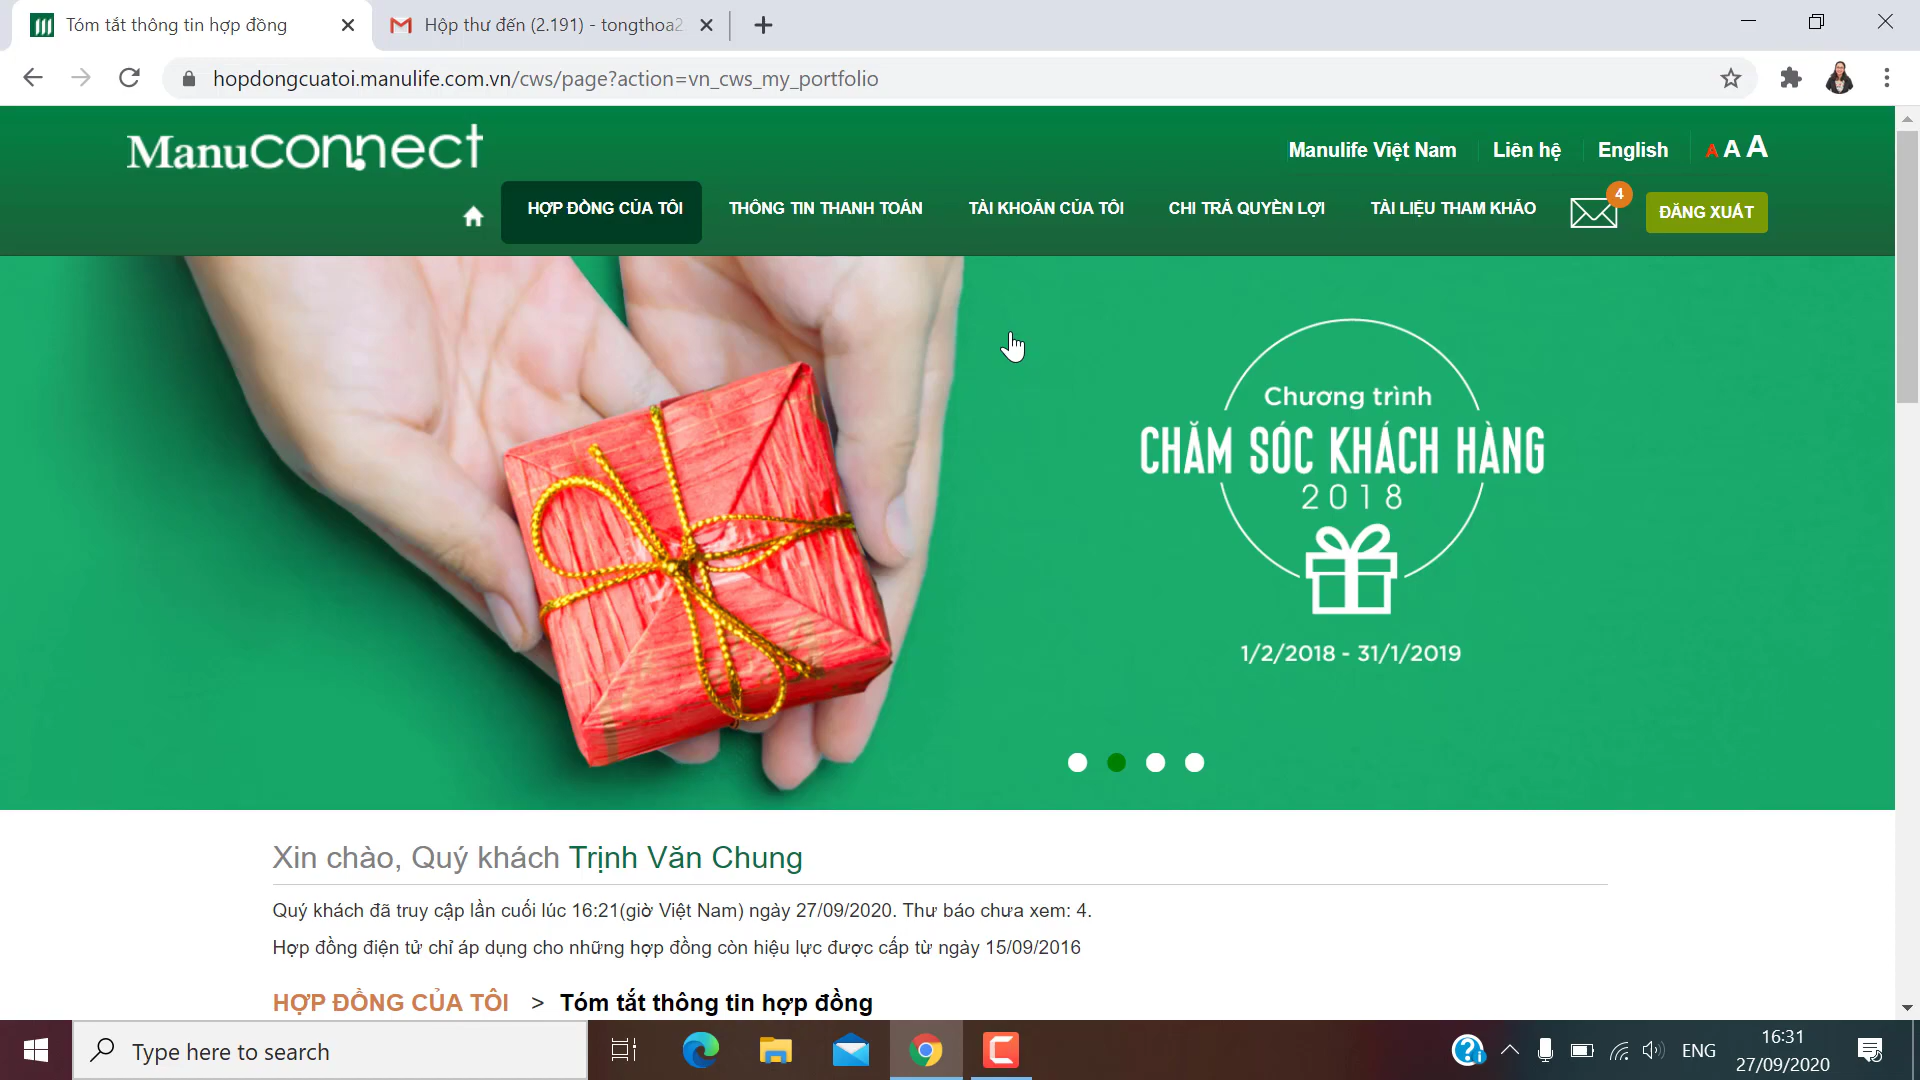 Tóm tắt thông tin hợp đồng
Hộp thư đến (2.191) - tongthoa2
hopdongcuatoi.manulife.com.vn/cws/page?action=vn_cws_my_portfolio
Manuconnect
Manulife Việt Nam
Liên hệ
English
A A A
HỢP ĐỒNG CỦA TÔI
THÔNG TIN THANH TOÁN
TÀI KHOẢN CỦA TÔI
CHI TRẢ QUYỀN LỢI
TÀI LIỆU THAM KHẢO
4
ĐĂNG XUẤT
Chương trình
CHĂM SÓC KHÁCH HÀNG
2018
1/2/2018 - 31/1/2019
Xin chào, Quý khách Trịnh Văn Chung
Quý khách đã truy cập lần cuối lúc 16:21(giờ Việt Nam) ngày 27/09/2020. Thư báo chưa xem: 4.
Hợp đồng điện tử chỉ áp dụng cho những hợp đồng còn hiệu lực được cấp từ ngày 15/09/2016
HỢP ĐỒNG CỦA TÔI > Tóm tắt thông tin hợp đồng
Type here to search
ENG
16:31
27/09/2020